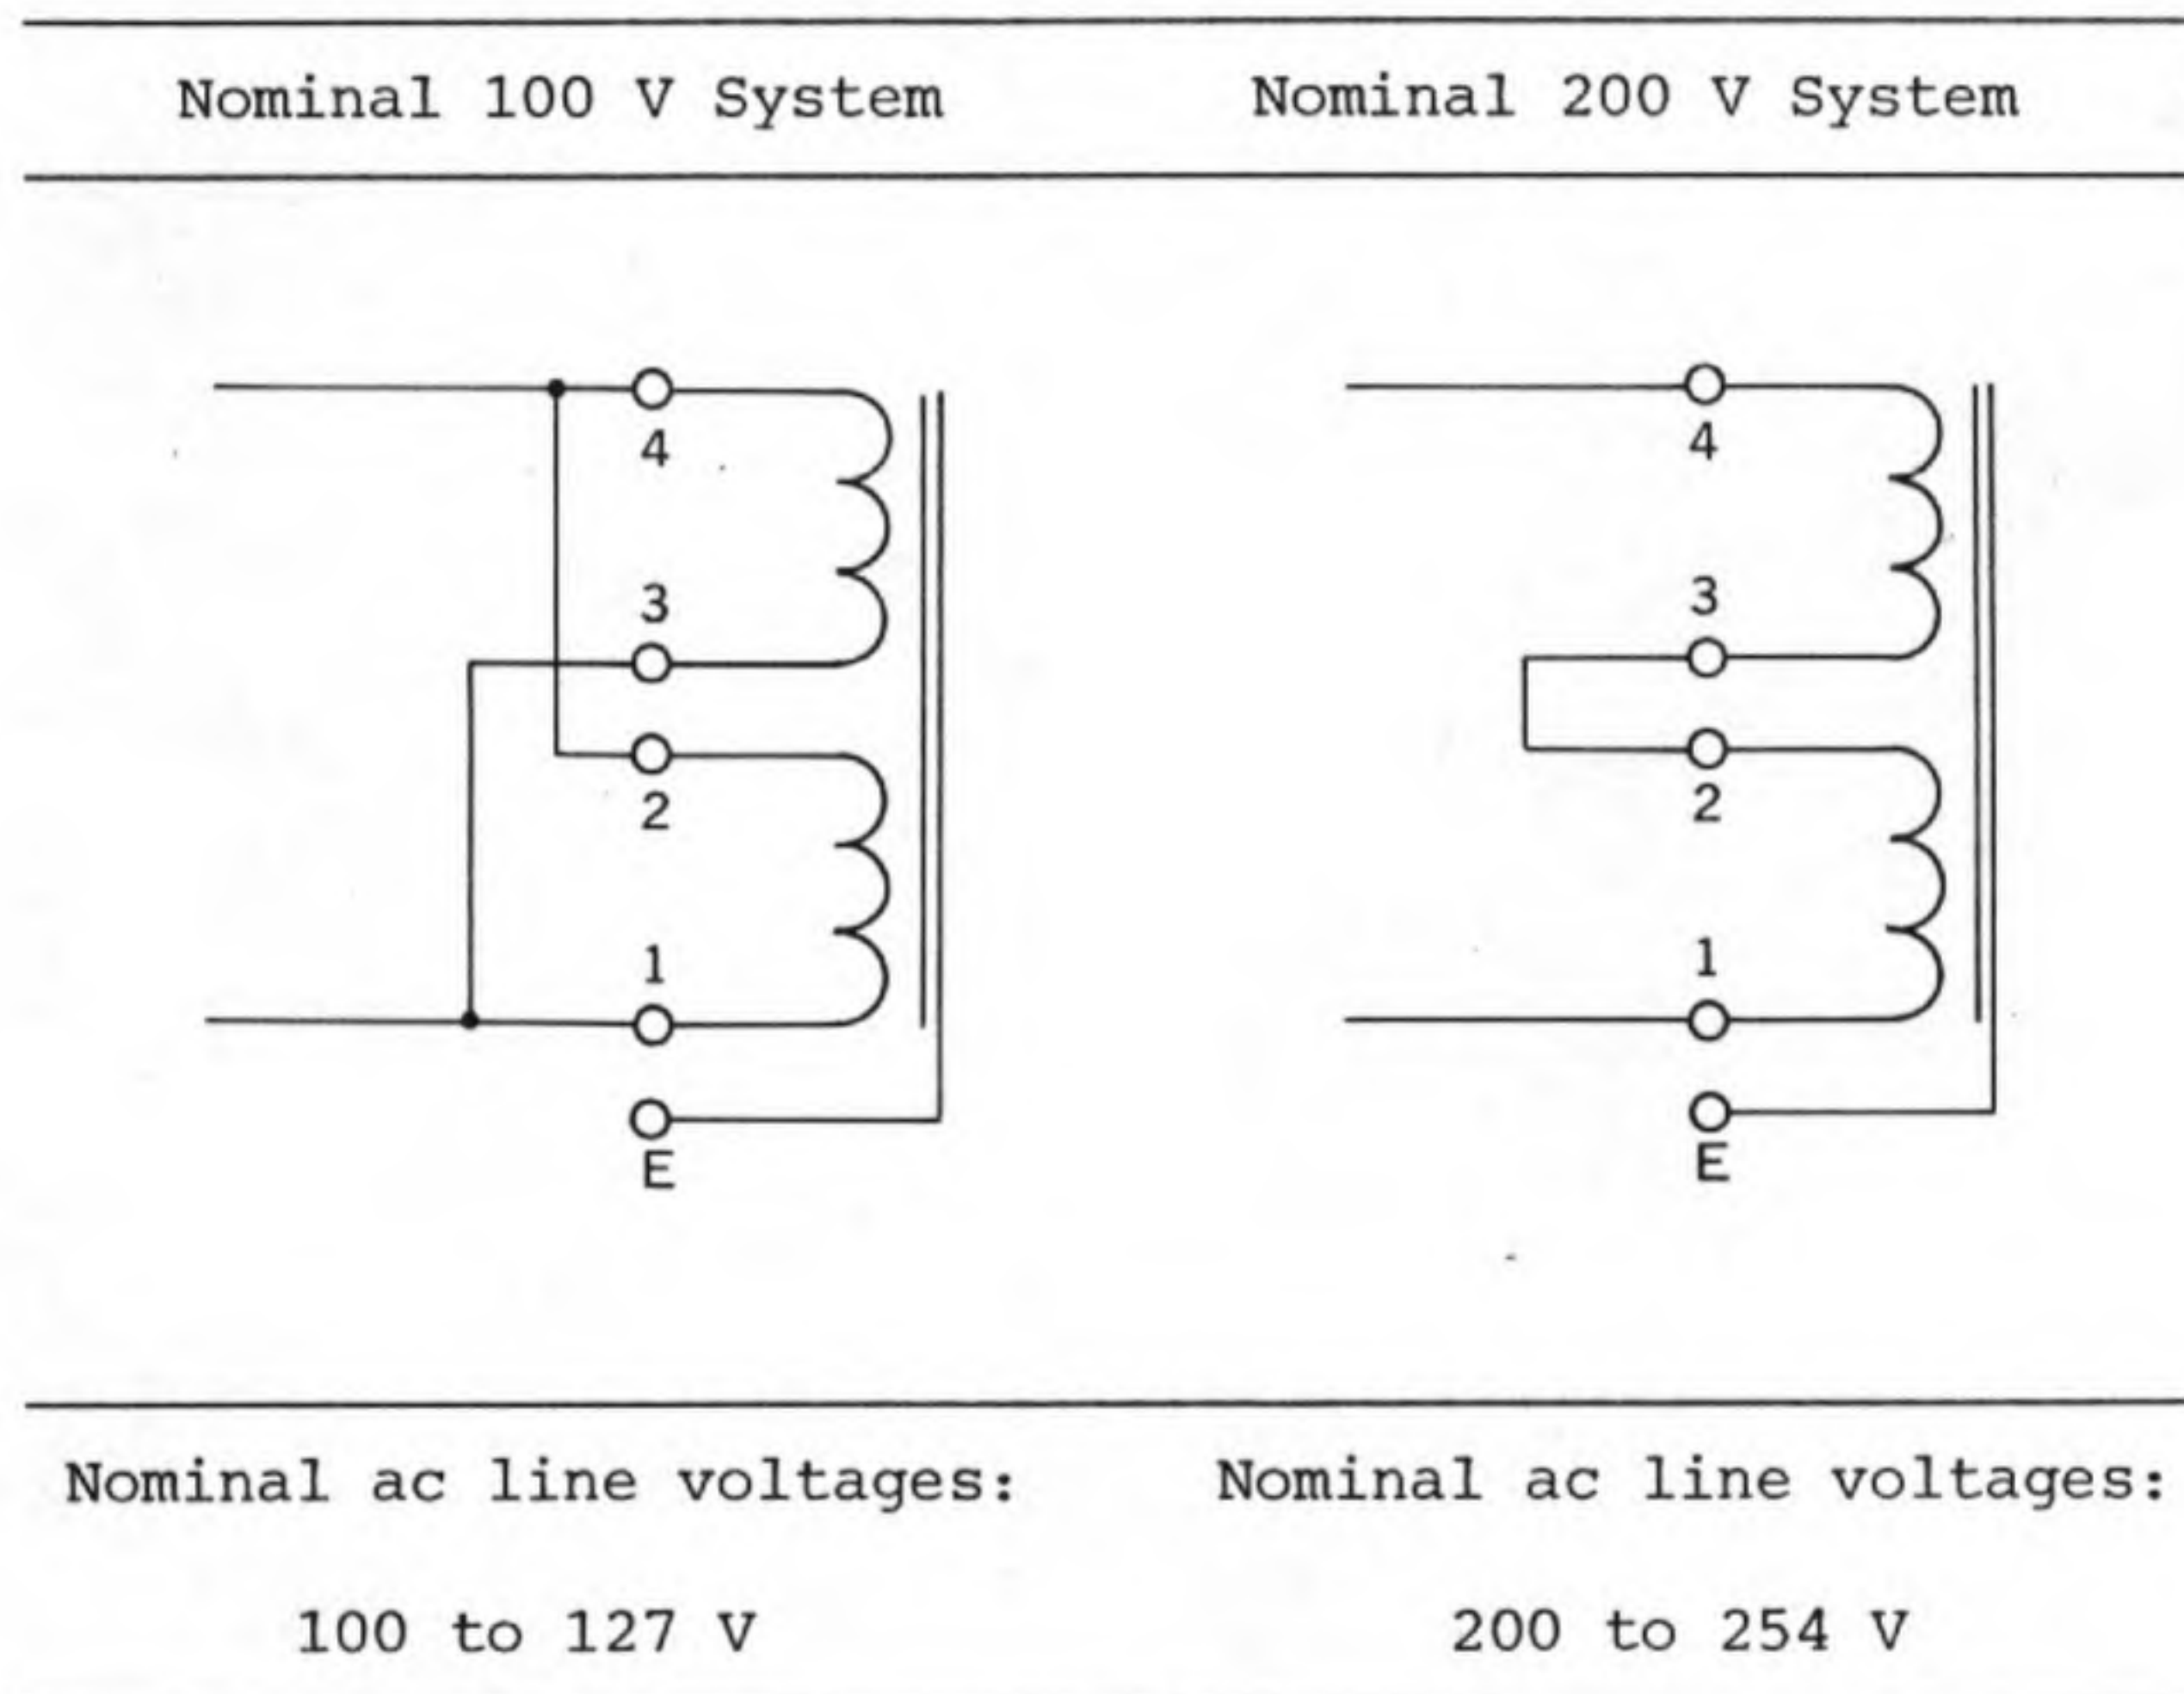 Nominal 100 V System
Nominal 200 V System
4
3
2
1
E
4
3
2
1
E
Nominal ac line voltages:
100 to 127 V
Nominal ac line voltages:
200 to 254 V